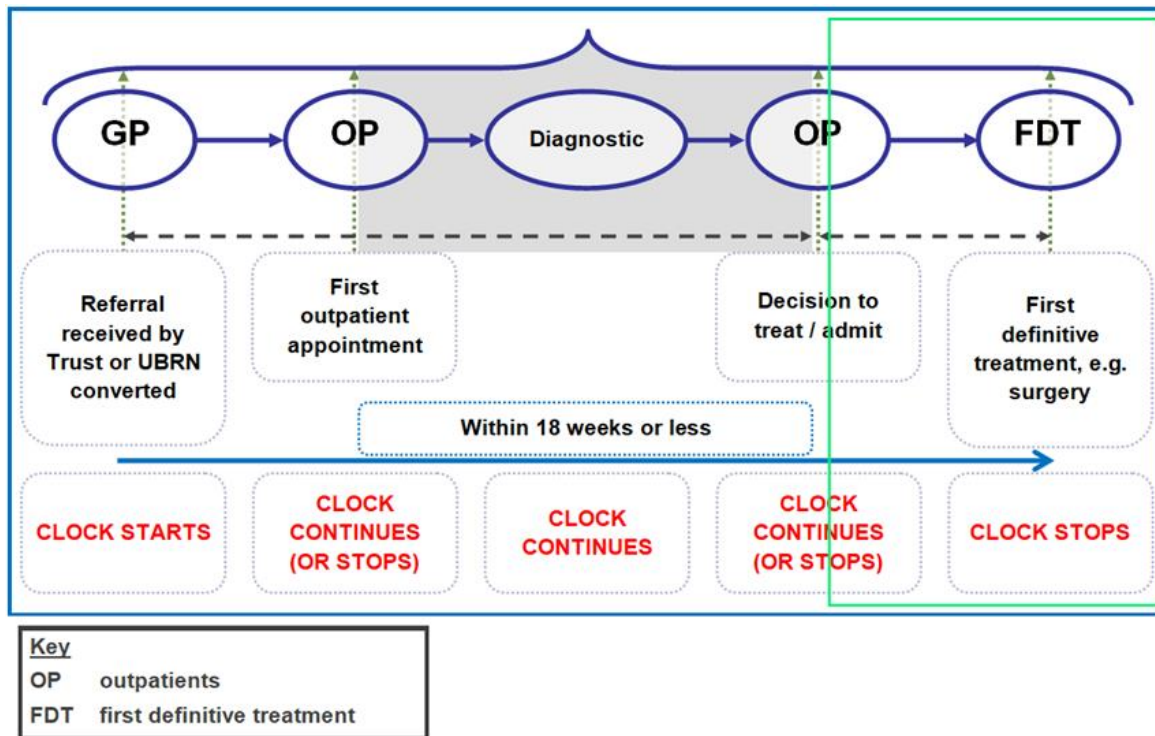 GP
OP
Diagnostic
OP
FDT
Referral
received by
Trust or UBRN
converted
First
outpatient
appointment
Decision to
treat / admit
First
definitive
treatment, e.g.
surgery
Within 18 weeks or less
CLOCK STARTS
CLOCK
CONTINUES
(OR STOPS)
CLOCK
CONTINUES
CLOCK
CONTINUES
(OR STOPS)
CLOCK STOPS
Key
OP outpatients
FDT first definitive treatment